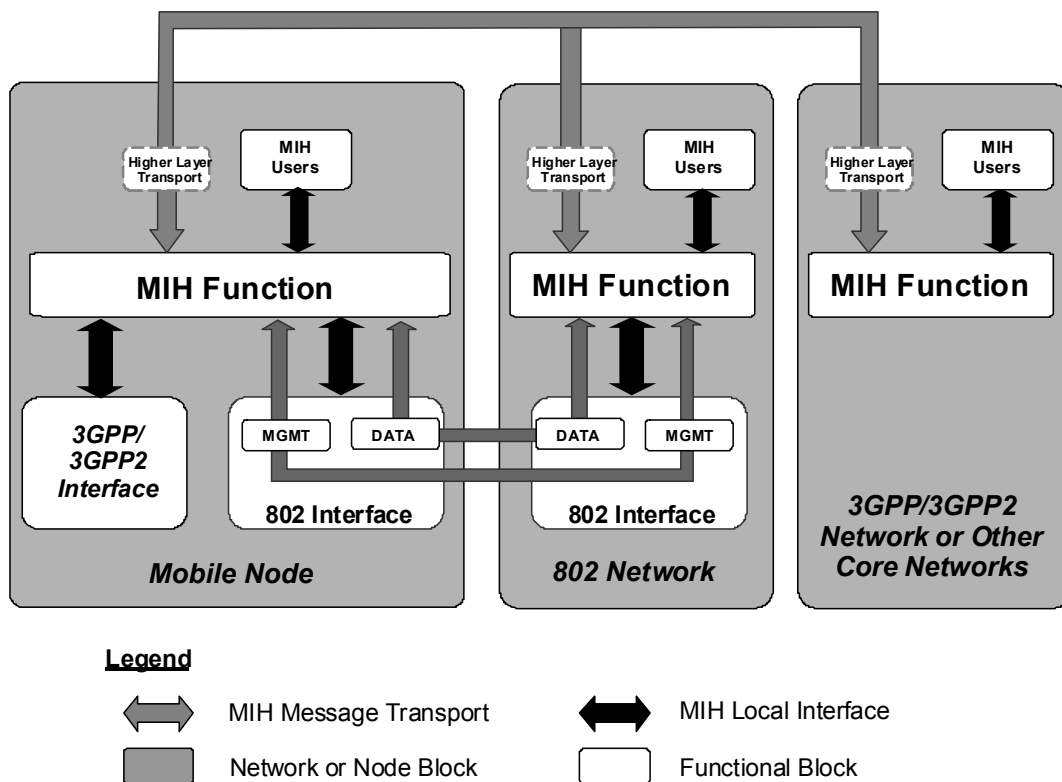 Higher Layer
Transport
MIH
Users
MIH Function
3GPP/
3GPP2
Interface
MGMT
DATA
802 Interface
Mobile Node
Higher Layer
Transport
MIH
Users
MIH Function
DATA
MGMT
802 Interface
802 Network
Higher Layer
Transport
MIH
Users
MIH Function
3GPP/3GPP2
Network or Other
Core Networks
Legend
MIH Message Transport
MIH Local Interface
Network or Node Block
Functional Block